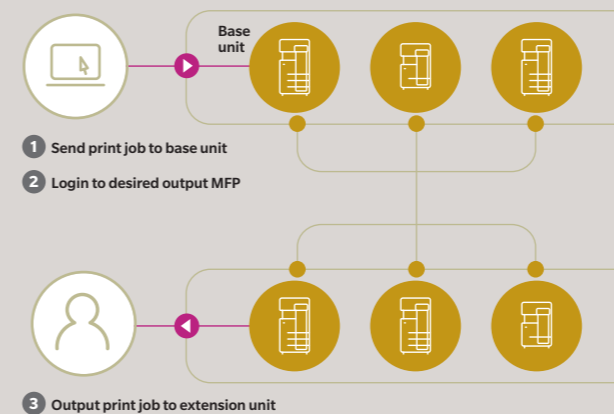 Base
unit
1 Send print job to base unit
2 Login to desired output MFP
3 Output print job to extension unit